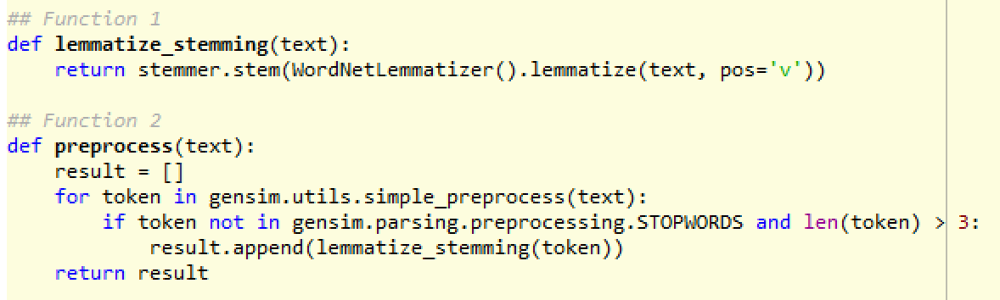 ## Function 1
def lemmatize_stemming(text):
    return stemmer.stem(WordNetLemmatizer().lemmatize(text, pos='v'))

## Function 2
def preprocess(text):
    result = []
    for token in gensim.utils.simple_preprocess(text):
        if token not in gensim.parsing.preprocessing.STOPWORDS and len(token) > 3:
            result.append(lemmatize_stemming(token))
    return result